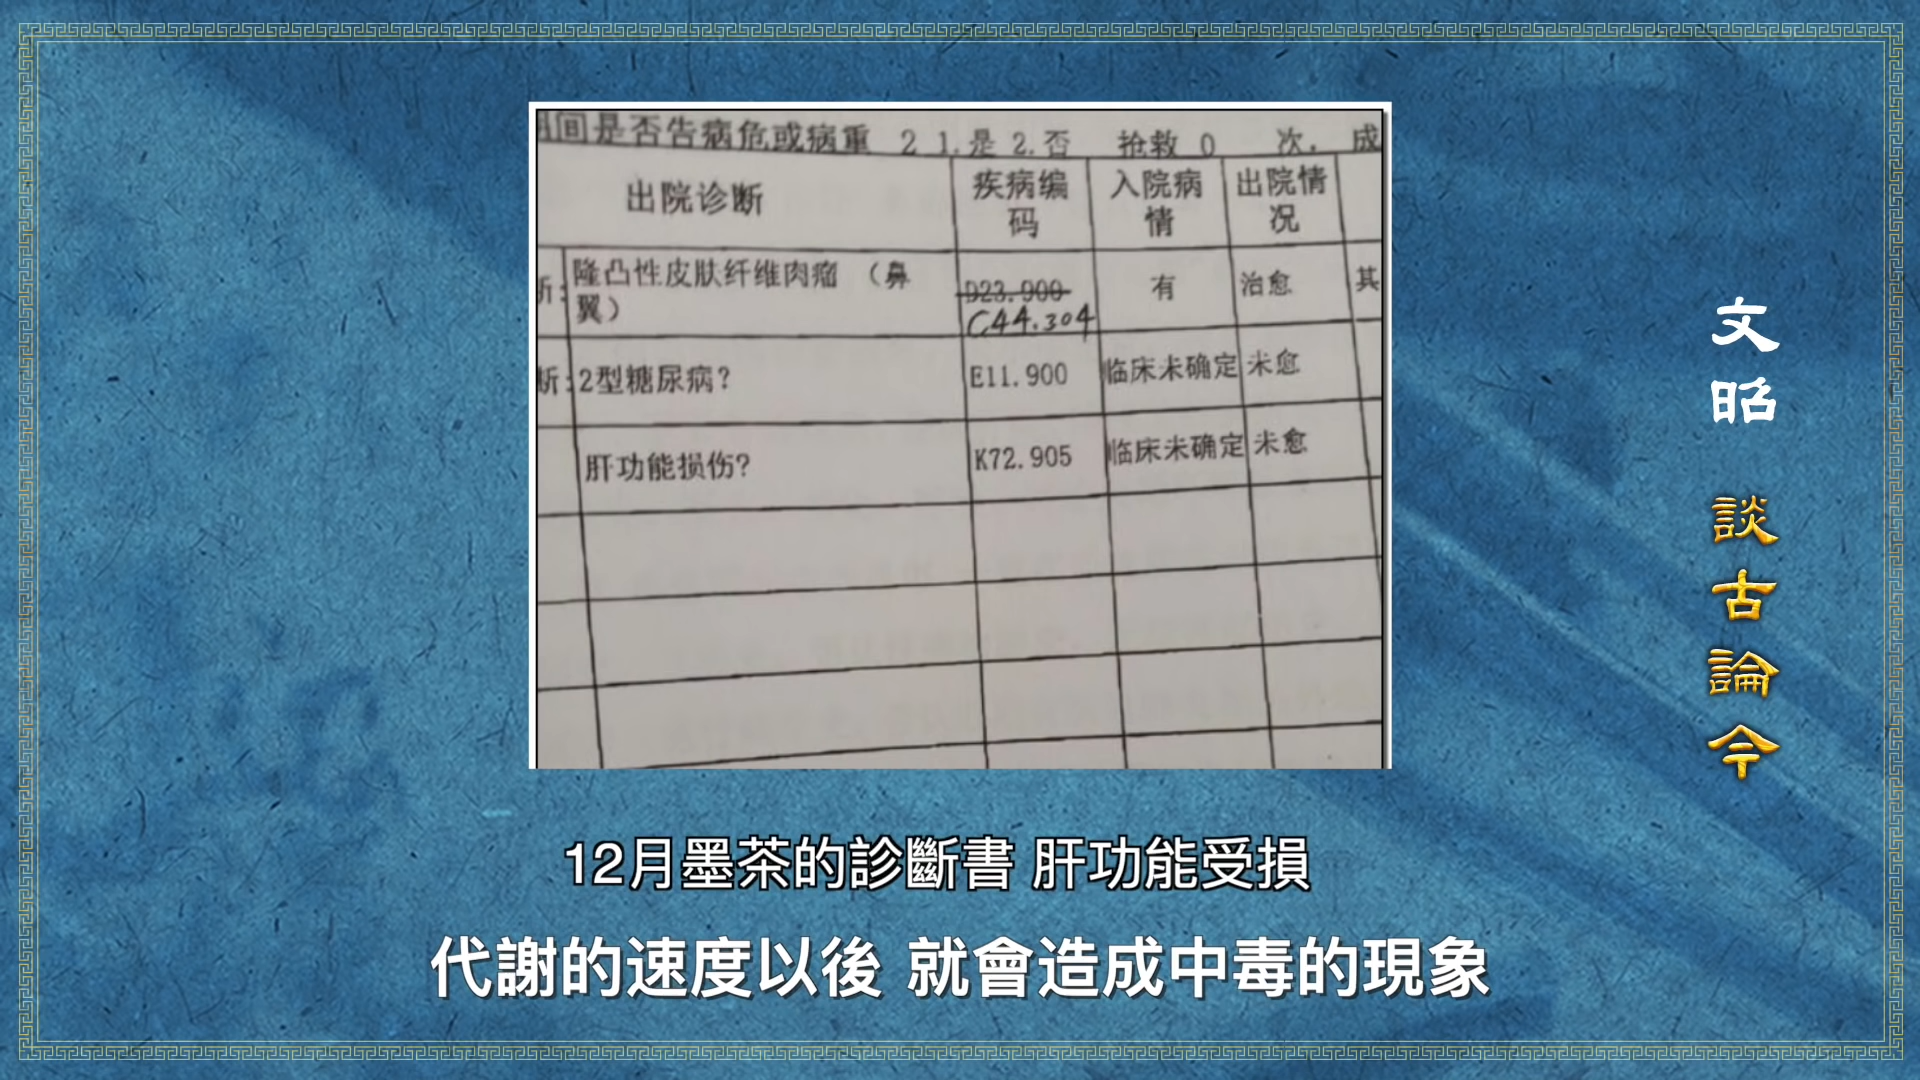 期间是否告病危或病重 2 1.是 2.否 抢救 0 次, 成
出院诊断 疾病编码 入院病情 出院情况
断: 隆凸性皮肤纤维肉瘤 (鼻翼) D23.900 C44.304 有 治愈 其
断: 2型糖尿病? E11.900 临床未确定 未愈
肝功能损伤? K72.905 临床未确定 未愈
文昭
談古論今
12月墨茶的診斷書 肝功能受損
代謝的速度以後 就會造成中毒的現象